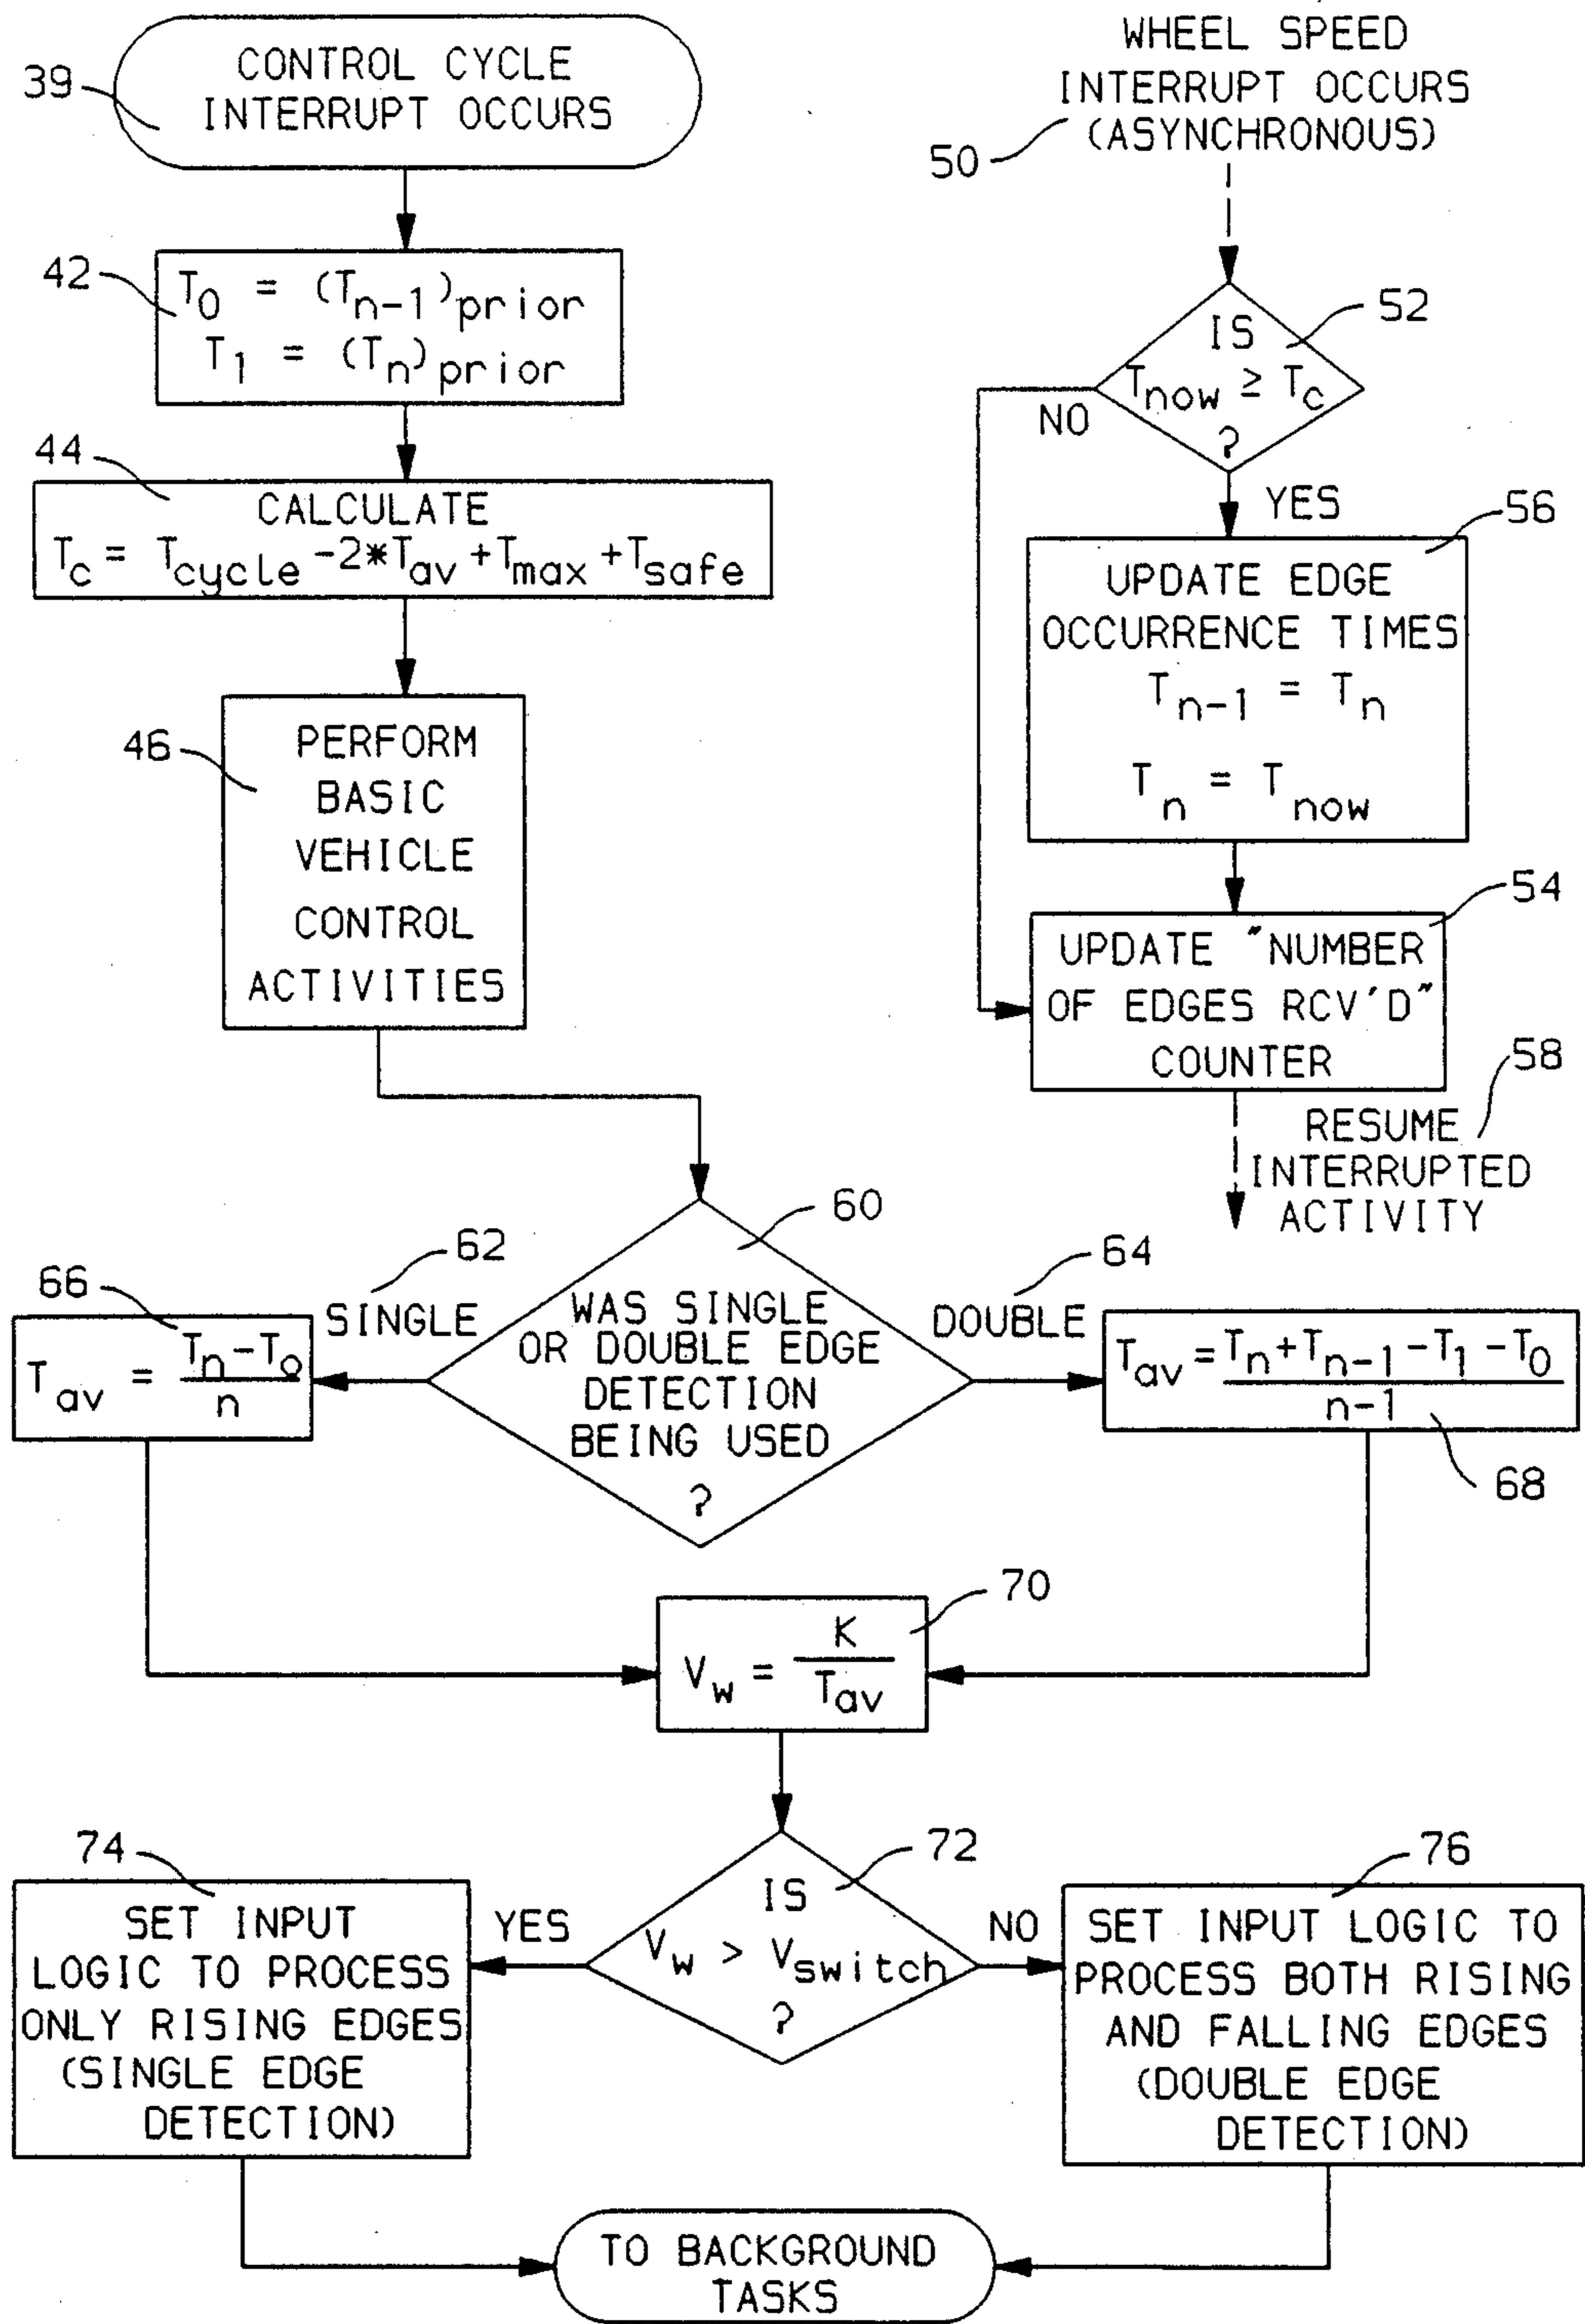 CONTROL CYCLE
INTERRUPT OCCURS
39
42
T0 = (Tn-1)prior
T1 = (Tn)prior
44
CALCULATE
Tc = Tcycle -2*Tav +Tmax +Tsafe
46
PERFORM
BASIC
VEHICLE
CONTROL
ACTIVITIES
WHEEL SPEED
INTERRUPT OCCURS
(ASYNCHRONOUS)
50
52
IS
Tnow ≥ Tc
?
NO
YES
56
UPDATE EDGE
OCCURRENCE TIMES
Tn-1 = Tn
Tn = Tnow
54
UPDATE "NUMBER
OF EDGES RCV'D"
COUNTER
58
RESUME
INTERRUPTED
ACTIVITY
60
62
64
66
SINGLE
WAS SINGLE
OR DOUBLE EDGE
DETECTION
BEING USED
?
DOUBLE
Tav = Tn-To
n
Tav = Tn+Tn-1 -T1 -T0
n-1
68
70
Vw = K
Tav
72
IS
Vw > Vswitch
?
YES
NO
74
SET INPUT
LOGIC TO PROCESS
ONLY RISING EDGES
(SINGLE EDGE
DETECTION)
76
SET INPUT LOGIC TO
PROCESS BOTH RISING
AND FALLING EDGES
(DOUBLE EDGE
DETECTION)
TO BACKGROUND
TASKS